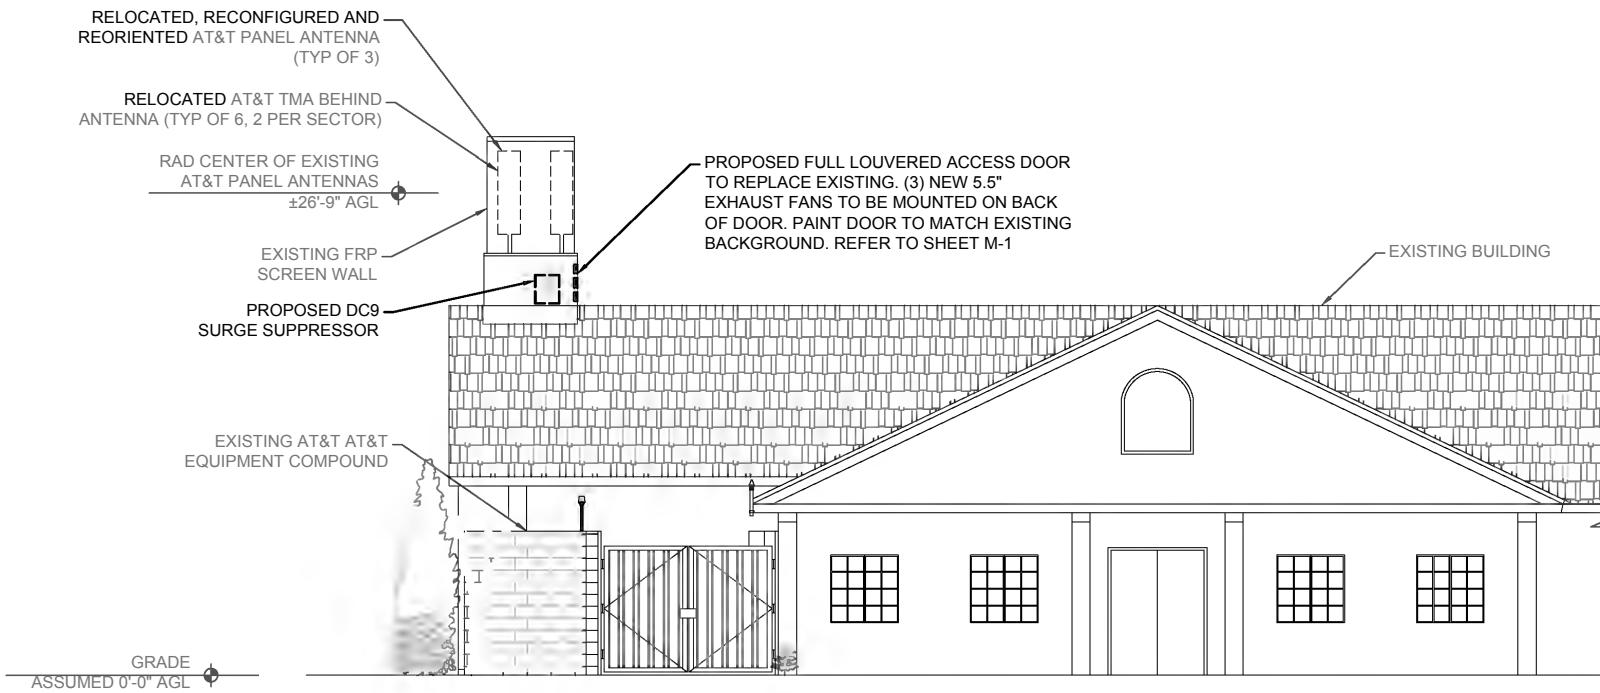 RELOCATED, RECONFIGURED AND
REORIENTED AT&T PANEL ANTENNA
(TYP OF 3)
RELOCATED AT&T TMA BEHIND
ANTENNA (TYP OF 6, 2 PER SECTOR)
RAD CENTER OF EXISTING
AT&T PANEL ANTENNAS
±26'-9" AGL
EXISTING FRP
SCREEN WALL
PROPOSED DC9
SURGE SUPPRESSOR
PROPOSED FULL LOUVERED ACCESS DOOR
TO REPLACE EXISTING. (3) NEW 5.5"
EXHAUST FANS TO BE MOUNTED ON BACK
OF DOOR. PAINT DOOR TO MATCH EXISTING
BACKGROUND. REFER TO SHEET M-1
EXISTING BUILDING
EXISTING AT&T AT&T
EQUIPMENT COMPOUND
GRADE
ASSUMED 0'-0" AGL